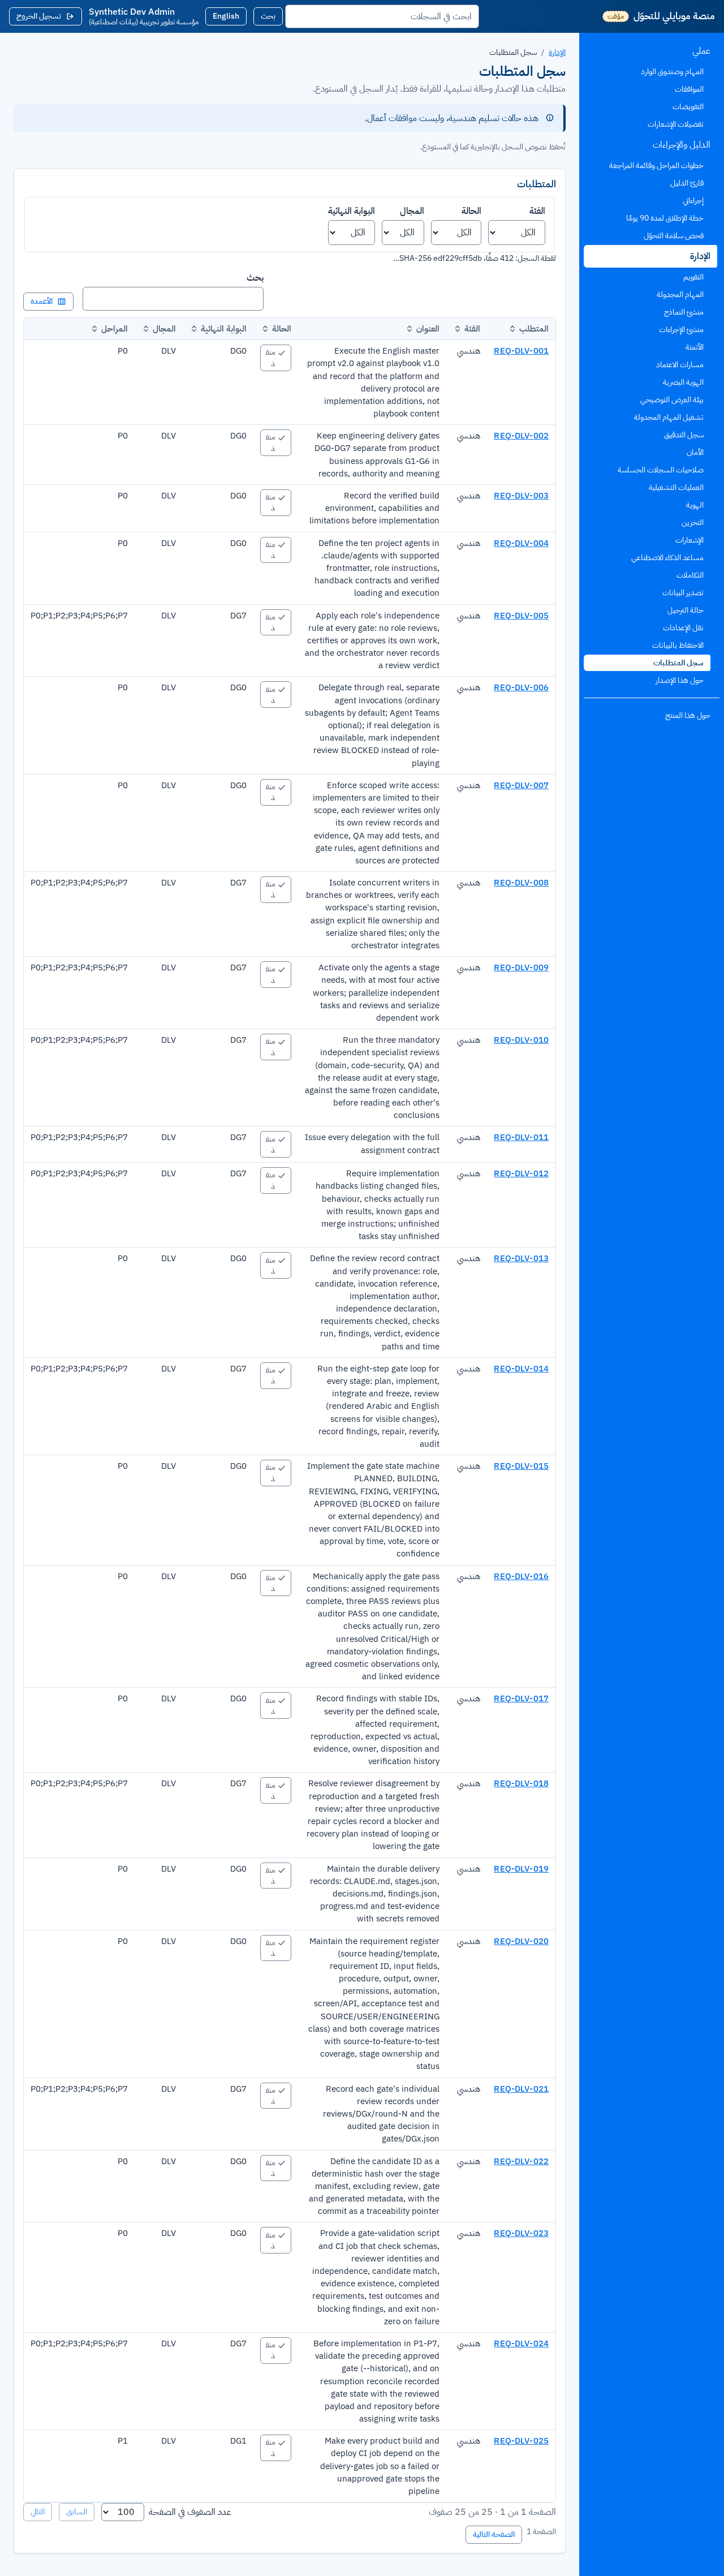 منصة موبايلي للتحوّل مؤقت
ابحث في السجلات
بحث
English
Synthetic Dev Admin
مؤسسة تطوير تجريبية (بيانات اصطناعية)
تسجيل الخروج
عملي
المهام وصندوق الوارد
الموافقات
التفويضات
تفضيلات الإشعارات
الدليل والإجراءات
خطوات المراحل وقائمة المراجعة
قارئ الدليل
إجراءاتي
خطة الإطلاق لمدة 90 يومًا
فحص سلامة التحوّل
الإدارة
التقويم
المهام المجدولة
منشئ النماذج
منشئ الإجراءات
الأتمتة
مسارات الاعتماد
الهوية البصرية
بيئة العرض التوضيحي
تشغيل المهام المجدولة
سجل التدقيق
الأمان
صلاحيات السجلات الحساسة
العمليات التشغيلية
الهوية
التخزين
الإشعارات
مساعد الذكاء الاصطناعي
التكاملات
تصدير البيانات
حالة الترحيل
نقل الإعدادات
الاحتفاظ بالبيانات
سجل المتطلبات
حول هذا الإصدار
حول هذا المنتج
الإدارة / سجل المتطلبات
سجل المتطلبات
متطلبات هذا الإصدار وحالة تسليمها، للقراءة فقط. يُدار السجل في المستودع.
هذه حالات تسليم هندسية، وليست موافقات أعمال.
تُحفظ نصوص السجل بالإنجليزية كما في المستودع.
المتطلبات
الفئة
الحالة
المجال
البوابة النهائية
الكل
الكل
الكل
الكل
لقطة السجل: 412 صفًا، SHA-256 edf229cff5db…
بحث
الأعمدة
المتطلب الفئة العنوان الحالة البوابة النهائية المجال المراحل
REQ-DLV-001 هندسي Execute the English master منفذ DG0 DLV P0
prompt v2.0 against playbook v1.0
and record that the platform and
delivery protocol are
implementation additions, not
playbook content
REQ-DLV-002 هندسي Keep engineering delivery gates منفذ DG0 DLV P0
DG0-DG7 separate from product
business approvals G1-G6 in
records, authority and meaning
REQ-DLV-003 هندسي Record the verified build منفذ DG0 DLV P0
environment, capabilities and
limitations before implementation
REQ-DLV-004 هندسي Define the ten project agents in منفذ DG0 DLV P0
.claude/agents with supported
frontmatter, role instructions,
handback contracts and verified
loading and execution
REQ-DLV-005 هندسي Apply each role's independence منفذ DG7 DLV P0;P1;P2;P3;P4;P5;P6;P7
rule at every gate: no role reviews,
certifies or approves its own work,
and the orchestrator never records
a review verdict
REQ-DLV-006 هندسي Delegate through real, separate منفذ DG0 DLV P0
agent invocations (ordinary
subagents by default; Agent Teams
optional); if real delegation is
unavailable, mark independent
review BLOCKED instead of role-
playing
REQ-DLV-007 هندسي Enforce scoped write access: منفذ DG0 DLV P0
implementers are limited to their
scope, each reviewer writes only
its own review records and
evidence, QA may add tests, and
gate rules, agent definitions and
sources are protected
REQ-DLV-008 هندسي Isolate concurrent writers in منفذ DG7 DLV P0;P1;P2;P3;P4;P5;P6;P7
branches or worktrees, verify each
workspace's starting revision,
assign explicit file ownership and
serialize shared files; only the
orchestrator integrates
REQ-DLV-009 هندسي Activate only the agents a stage منفذ DG7 DLV P0;P1;P2;P3;P4;P5;P6;P7
needs, with at most four active
workers; parallelize independent
tasks and reviews and serialize
dependent work
REQ-DLV-010 هندسي Run the three mandatory منفذ DG7 DLV P0;P1;P2;P3;P4;P5;P6;P7
independent specialist reviews
(domain, code-security, QA) and
the release audit at every stage,
against the same frozen candidate,
before reading each other's
conclusions
REQ-DLV-011 هندسي Issue every delegation with the full منفذ DG7 DLV P0;P1;P2;P3;P4;P5;P6;P7
assignment contract
REQ-DLV-012 هندسي Require implementation منفذ DG7 DLV P0;P1;P2;P3;P4;P5;P6;P7
handbacks listing changed files,
behaviour, checks actually run
with results, known gaps and
merge instructions; unfinished
tasks stay unfinished
REQ-DLV-013 هندسي Define the review record contract منفذ DG0 DLV P0
and verify provenance: role,
candidate, invocation reference,
implementation author,
independence declaration,
requirements checked, checks
run, findings, verdict, evidence
paths and time
REQ-DLV-014 هندسي Run the eight-step gate loop for منفذ DG7 DLV P0;P1;P2;P3;P4;P5;P6;P7
every stage: plan, implement,
integrate and freeze, review
(rendered Arabic and English
screens for visible changes),
record findings, repair, reverify,
audit
REQ-DLV-015 هندسي Implement the gate state machine منفذ DG0 DLV P0
PLANNED, BUILDING,
REVIEWING, FIXING, VERIFYING,
APPROVED (BLOCKED on failure
or external dependency) and
never convert FAIL/BLOCKED into
approval by time, vote, score or
confidence
REQ-DLV-016 هندسي Mechanically apply the gate pass منفذ DG0 DLV P0
conditions: assigned requirements
complete, three PASS reviews plus
auditor PASS on one candidate,
checks actually run, zero
unresolved Critical/High or
mandatory-violation findings,
agreed cosmetic observations only,
and linked evidence
REQ-DLV-017 هندسي Record findings with stable IDs, منفذ DG0 DLV P0
severity per the defined scale,
affected requirement,
reproduction, expected vs actual,
evidence, owner, disposition and
verification history
REQ-DLV-018 هندسي Resolve reviewer disagreement by منفذ DG7 DLV P0;P1;P2;P3;P4;P5;P6;P7
reproduction and a targeted fresh
review; after three unproductive
repair cycles record a blocker and
recovery plan instead of looping or
lowering the gate
REQ-DLV-019 هندسي Maintain the durable delivery منفذ DG0 DLV P0
records: CLAUDE.md, stages.json,
decisions.md, findings.json,
progress.md and test-evidence
with secrets removed
REQ-DLV-020 هندسي Maintain the requirement register منفذ DG0 DLV P0
(source heading/template,
requirement ID, input fields,
procedure, output, owner,
permissions, automation,
screen/API, acceptance test and
SOURCE/USER/ENGINEERING
class) and both coverage matrices
with source-to-feature-to-test
coverage, stage ownership and
status
REQ-DLV-021 هندسي Record each gate's individual منفذ DG7 DLV P0;P1;P2;P3;P4;P5;P6;P7
review records under
reviews/DGx/round-N and the
audited gate decision in
gates/DGx.json
REQ-DLV-022 هندسي Define the candidate ID as a منفذ DG0 DLV P0
deterministic hash over the stage
manifest, excluding review, gate
and generated metadata, with the
commit as a traceability pointer
REQ-DLV-023 هندسي Provide a gate-validation script منفذ DG0 DLV P0
and CI job that check schemas,
reviewer identities and
independence, candidate match,
evidence existence, completed
requirements, test outcomes and
blocking findings, and exit non-
zero on failure
REQ-DLV-024 هندسي Before implementation in P1-P7, منفذ DG7 DLV P0;P1;P2;P3;P4;P5;P6;P7
validate the preceding approved
gate (--historical), and on
resumption reconcile recorded
gate state with the reviewed
payload and repository before
assigning write tasks
REQ-DLV-025 هندسي Make every product build and منفذ DG1 DLV P1
deploy CI job depend on the
delivery-gates job so a failed or
unapproved gate stops the
pipeline
الصفحة 1 من 1 · 25 من 25 صفوف
عدد الصفوف في الصفحة 100 السابق التالي
الصفحة 1 الصفحة التالية